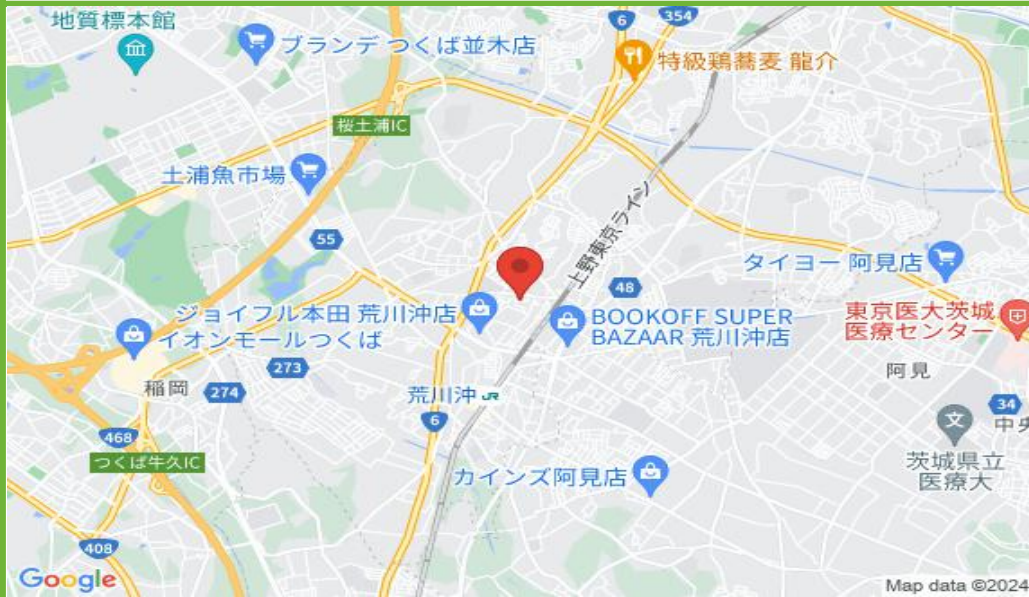 地質標本館
ブランデ つくば並木店
6
354
特級鶏蕎麦 龍介
桜土浦IC
土浦魚市場
上野東京ライン
55
48
タイヨー 阿見店
ジョイフル本田 荒川沖店
イオンモールつくば
BOOKOFF SUPER
BAZAAR 荒川沖店
東京医大茨城
医療センター
273
阿見
稲岡
274
荒川沖
JR
6
34
中央
468
つくば牛久IC
カインズ阿見店
文
茨城県立
医療大
408
Google
Map data ©2024